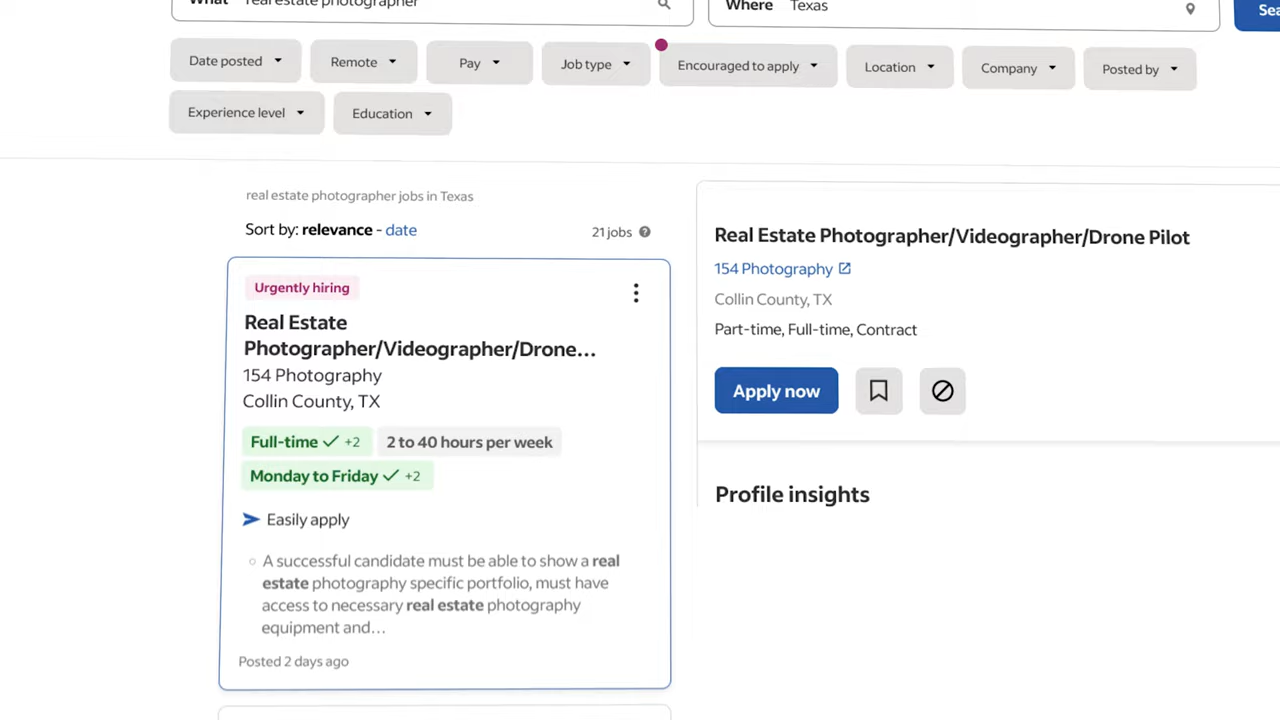 What real estate photographer
Where Texas
Sea
Date posted
Remote
Pay
Job type
Encouraged to apply
Location
Company
Posted by
Experience level
Education
real estate photographer jobs in Texas
Sort by: relevance - date
21 jobs
Urgently hiring
Real Estate
Photographer/Videographer/Drone...
154 Photography
Collin County, TX
Full-time +2
2 to 40 hours per week
Monday to Friday +2
Easily apply
A successful candidate must be able to show a real
estate photography specific portfolio, must have
access to necessary real estate photography
equipment and...
Posted 2 days ago
Real Estate Photographer/Videographer/Drone Pilot
154 Photography
Collin County, TX
Part-time, Full-time, Contract
Apply now
Profile insights